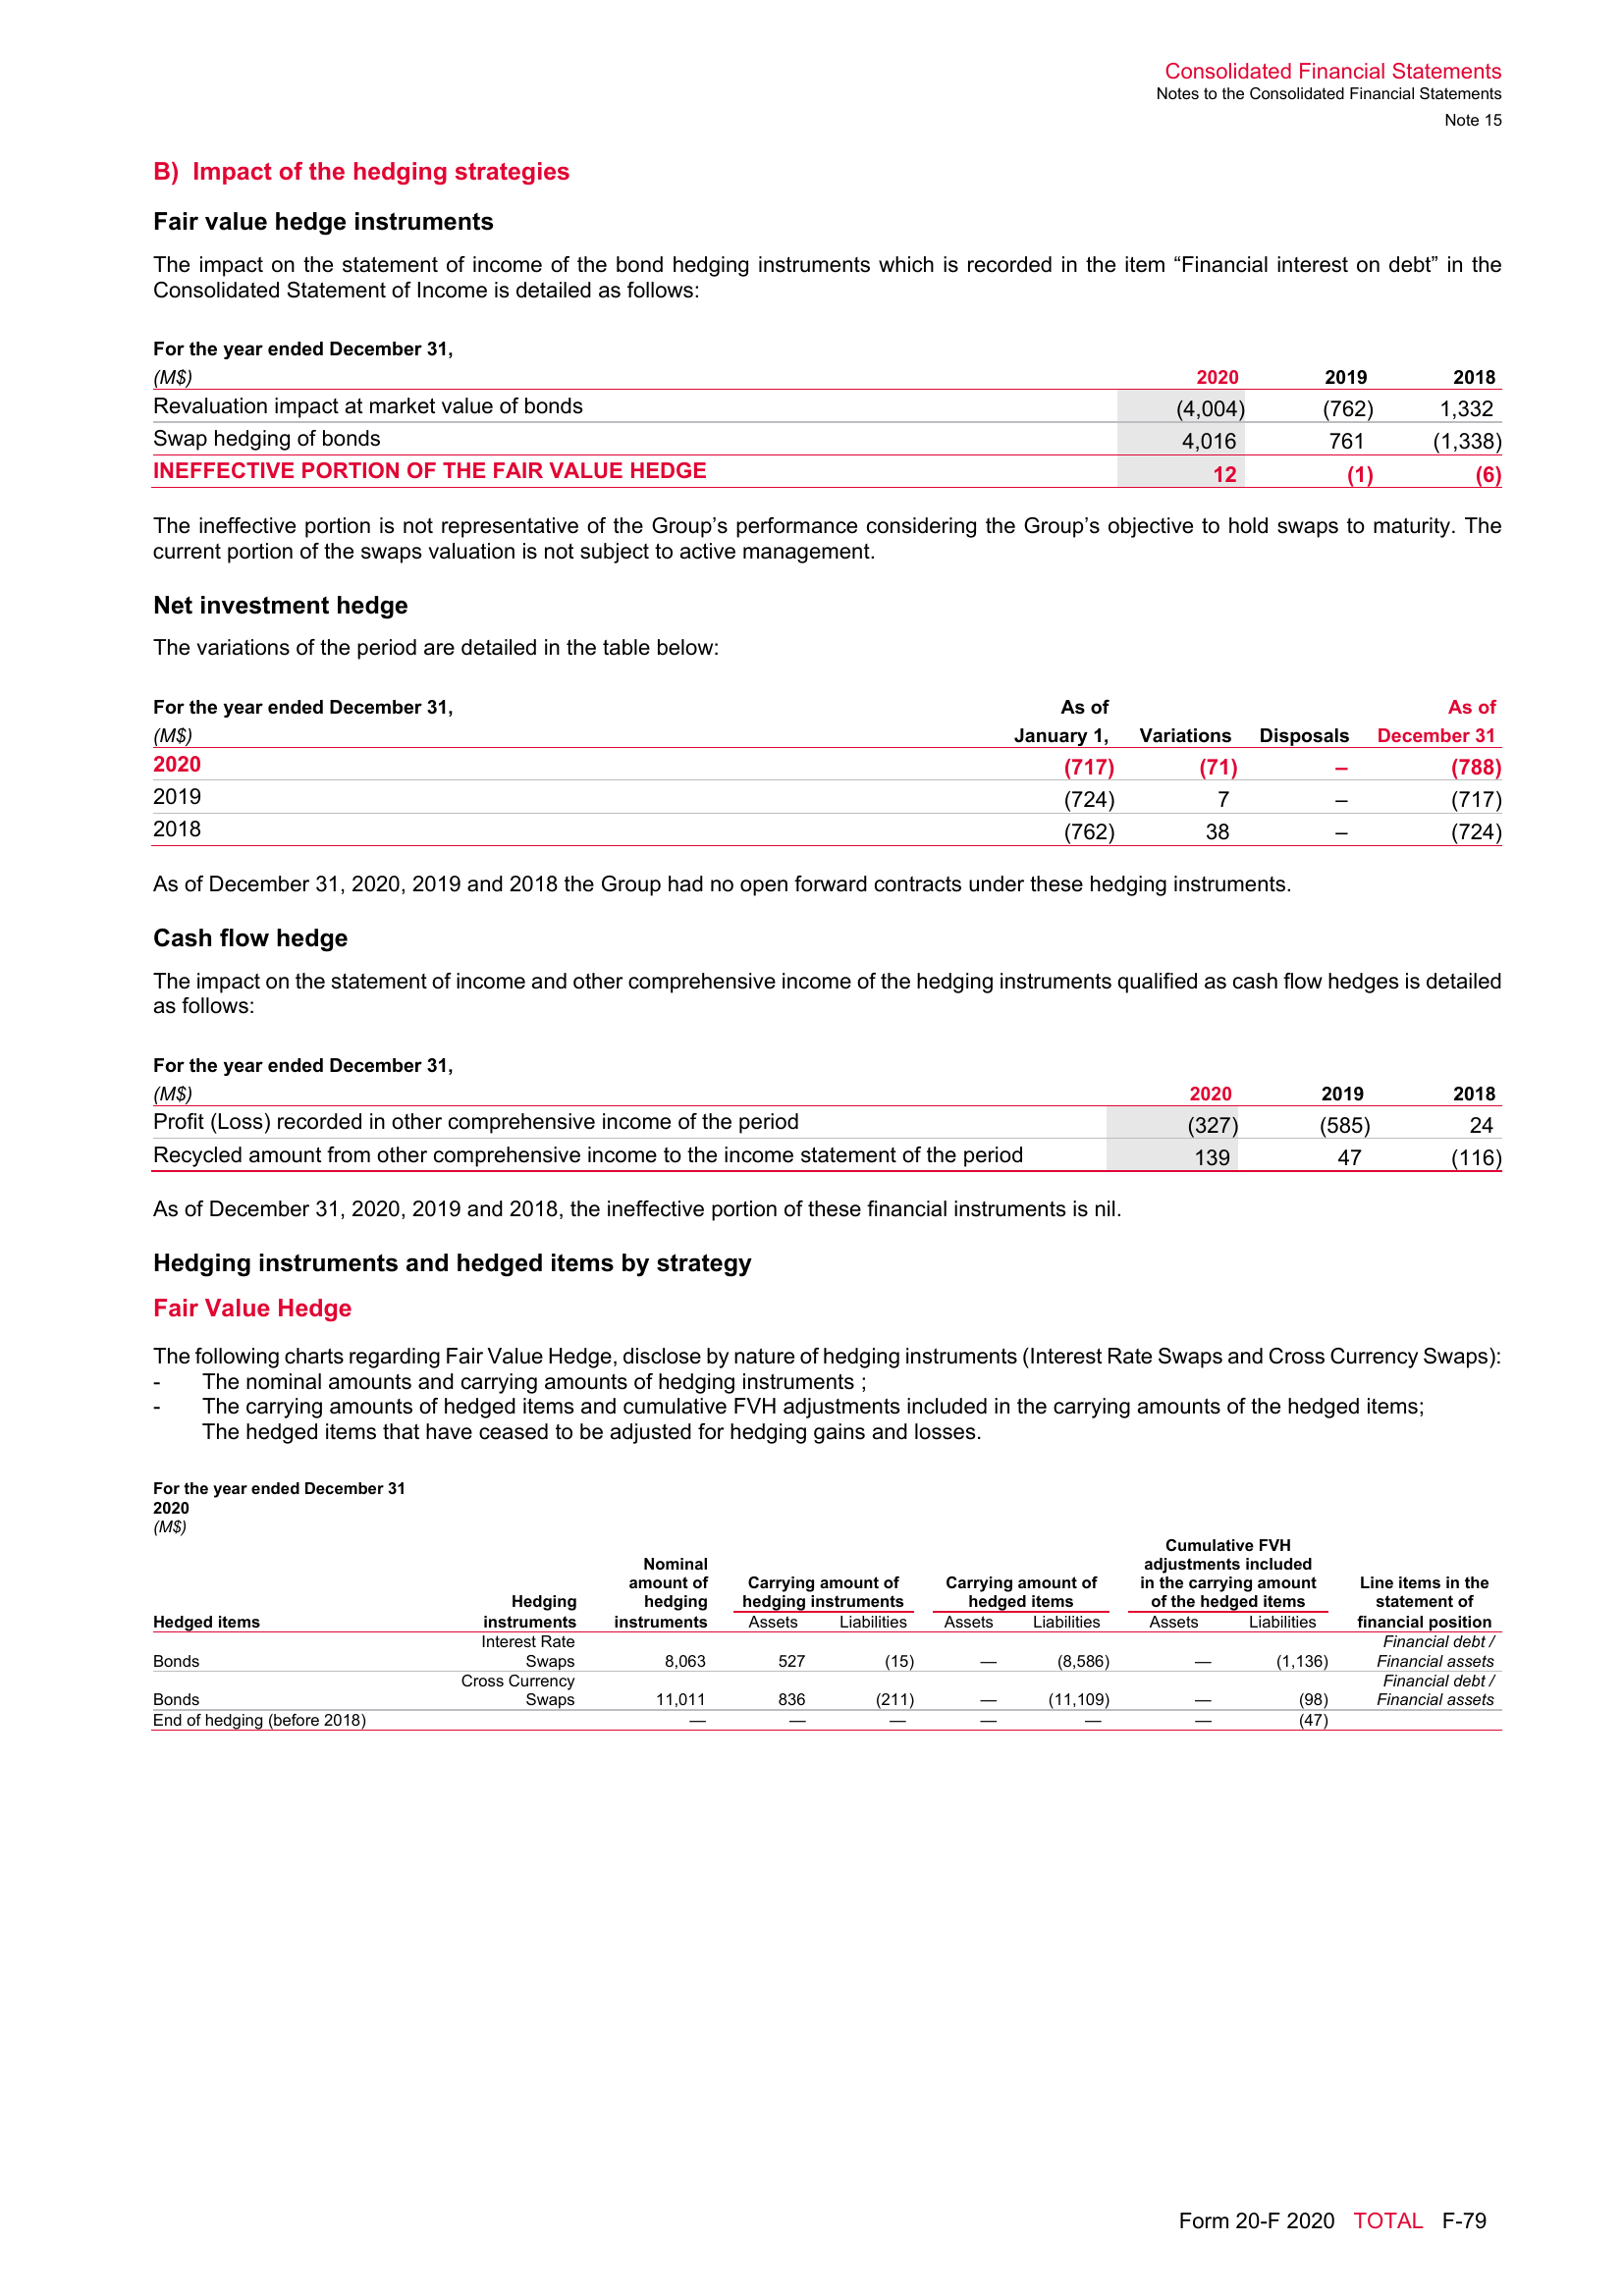 Consolidated Financial Statements
Notes to the Consolidated Financial Statements
Note 15
B) Impact of the hedging strategies
Fair value hedge instruments
The impact on the statement of income of the bond hedging instruments which is recorded in the item “Financial interest on debt” in the
Consolidated Statement of Income is detailed as follows:
For the year ended December 31,
(M$) 2020 2019 2018
Revaluation impact at market value of bonds (4,004) (762) 1,332
Swap hedging of bonds 4,016 761 (1,338)
INEFFECTIVE PORTION OF THE FAIR VALUE HEDGE 12 (1) (6)
The ineffective portion is not representative of the Group’s performance considering the Group’s objective to hold swaps to maturity. The
current portion of the swaps valuation is not subject to active management.
Net investment hedge
The variations of the period are detailed in the table below:
For the year ended December 31, As of As of
(M$) January 1, Variations Disposals December 31
2020 (717) (71) – (788)
2019 (724) 7 – (717)
2018 (762) 38 – (724)
As of December 31, 2020, 2019 and 2018 the Group had no open forward contracts under these hedging instruments.
Cash flow hedge
The impact on the statement of income and other comprehensive income of the hedging instruments qualified as cash flow hedges is detailed
as follows:
For the year ended December 31,
(M$) 2020 2019 2018
Profit (Loss) recorded in other comprehensive income of the period (327) (585) 24
Recycled amount from other comprehensive income to the income statement of the period 139 47 (116)
As of December 31, 2020, 2019 and 2018, the ineffective portion of these financial instruments is nil.
Hedging instruments and hedged items by strategy
Fair Value Hedge
The following charts regarding Fair Value Hedge, disclose by nature of hedging instruments (Interest Rate Swaps and Cross Currency Swaps):
- The nominal amounts and carrying amounts of hedging instruments ;
- The carrying amounts of hedged items and cumulative FVH adjustments included in the carrying amounts of the hedged items;
The hedged items that have ceased to be adjusted for hedging gains and losses.
For the year ended December 31
2020
(M$)
Cumulative FVH
Nominal adjustments included
amount of Carrying amount of Carrying amount of in the carrying amount Line items in the
Hedging hedging hedging instruments hedged items of the hedged items statement of
Hedged items instruments instruments Assets Liabilities Assets Liabilities Assets Liabilities financial position
Interest Rate Financial debt /
Bonds Swaps 8,063 527 (15) — (8,586) — (1,136) Financial assets
Cross Currency Financial debt /
Bonds Swaps 11,011 836 (211) — (11,109) — (98) Financial assets
End of hedging (before 2018) — — — — — — (47)
Form 20-F 2020 TOTAL F-79